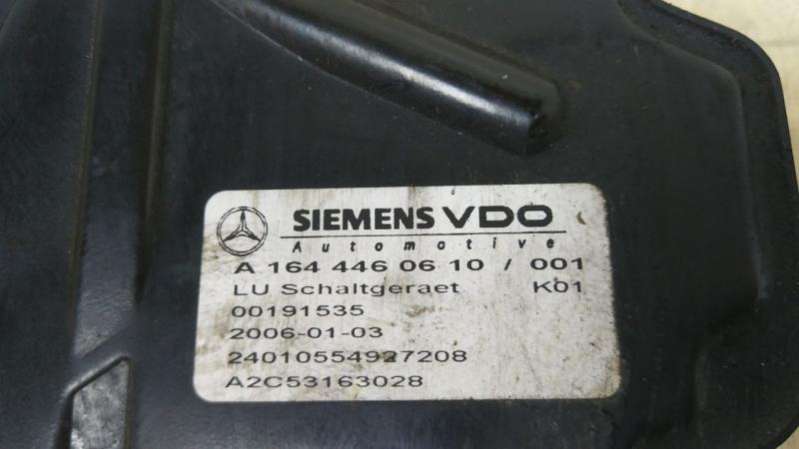 SIEMENS VDO
Automotive
A 164 446 06 10 / 001
LU Schaltgeraet K01
00191535
2006-01-03
24010554927208
A2C53163028